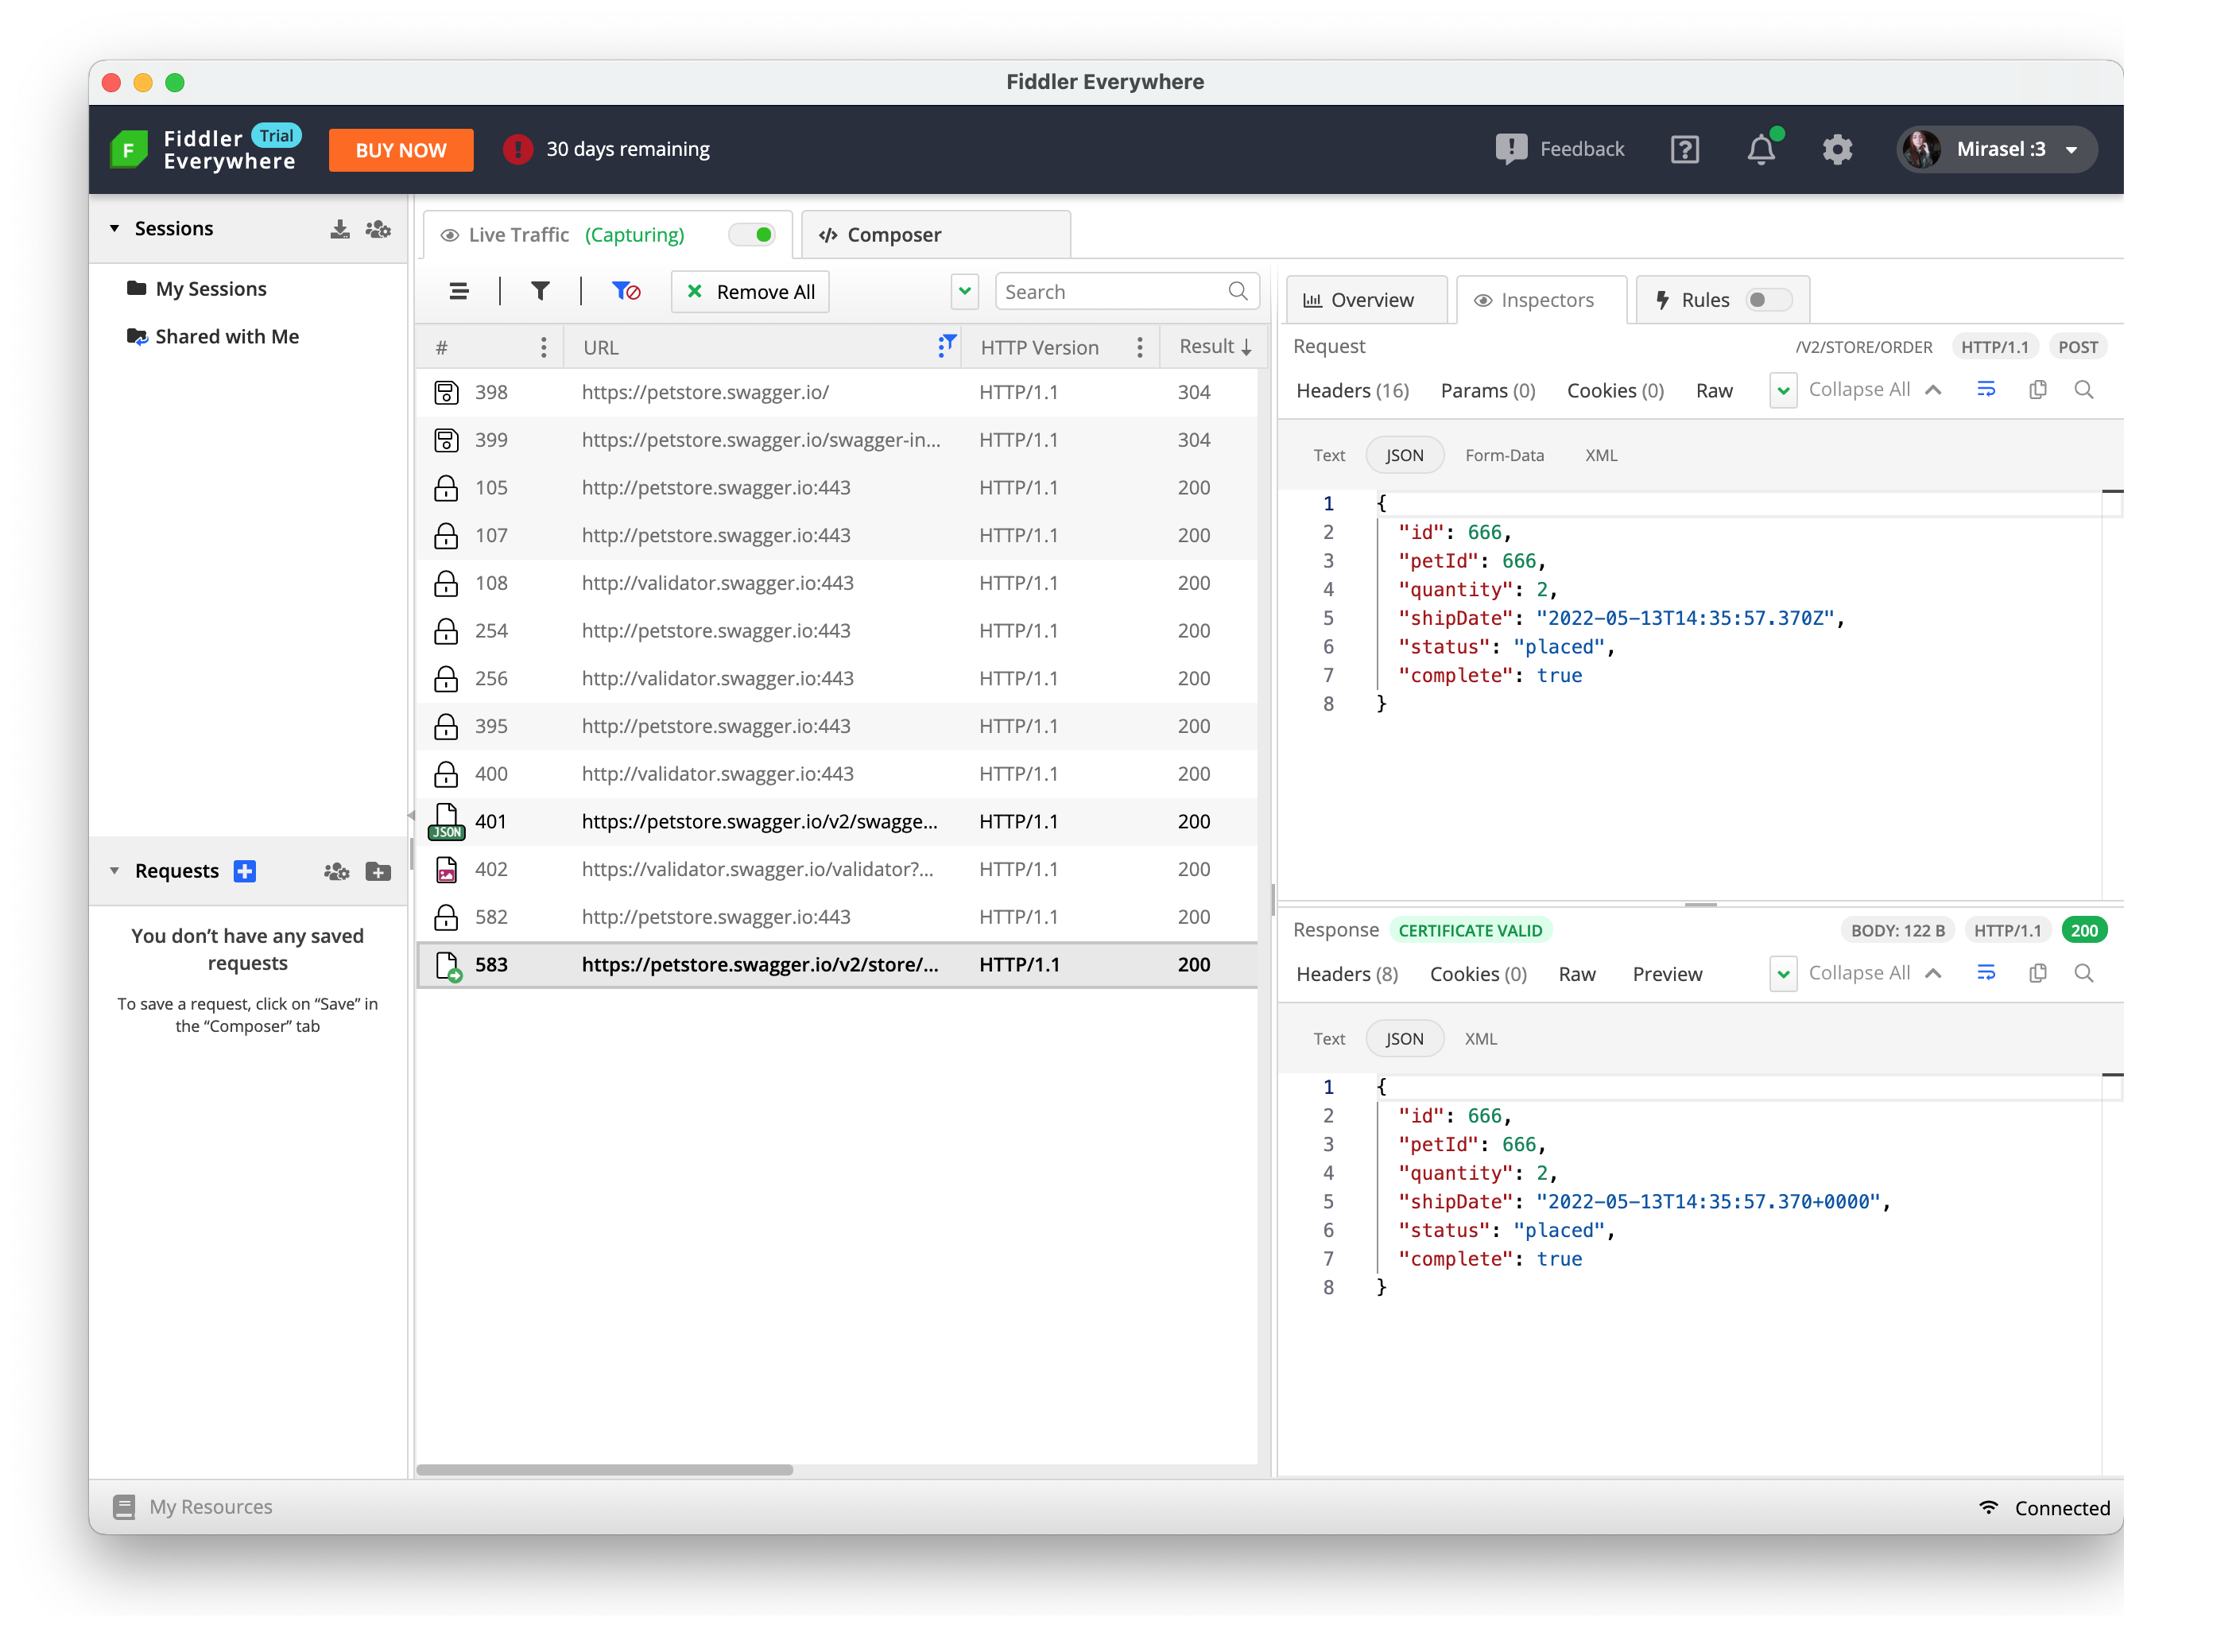 Fiddler Everywhere
Fiddler Trial
Everywhere
BUY NOW
30 days remaining
Feedback
Mirasel :3
Sessions
My Sessions
Shared with Me
Requests
You don’t have any saved
requests
To save a request, click on “Save” in
the “Composer” tab
Live Traffic (Capturing)
Composer
Remove All
Search
# URL HTTP Version Result
398 https://petstore.swagger.io/ HTTP/1.1 304
399 https://petstore.swagger.io/swagger-in... HTTP/1.1 304
105 http://petstore.swagger.io:443 HTTP/1.1 200
107 http://petstore.swagger.io:443 HTTP/1.1 200
108 http://validator.swagger.io:443 HTTP/1.1 200
254 http://petstore.swagger.io:443 HTTP/1.1 200
256 http://validator.swagger.io:443 HTTP/1.1 200
395 http://petstore.swagger.io:443 HTTP/1.1 200
400 http://validator.swagger.io:443 HTTP/1.1 200
JSON 401 https://petstore.swagger.io/v2/swagge... HTTP/1.1 200
402 https://validator.swagger.io/validator?... HTTP/1.1 200
582 http://petstore.swagger.io:443 HTTP/1.1 200
583 https://petstore.swagger.io/v2/store/... HTTP/1.1 200
Overview
Inspectors
Rules
Request /V2/STORE/ORDER HTTP/1.1 POST
Headers (16) Params (0) Cookies (0) Raw Collapse All
Text JSON Form-Data XML
1 {
2 "id": 666,
3 "petId": 666,
4 "quantity": 2,
5 "shipDate": "2022-05-13T14:35:57.370Z",
6 "status": "placed",
7 "complete": true
8 }
Response CERTIFICATE VALID BODY: 122 B HTTP/1.1 200
Headers (8) Cookies (0) Raw Preview Collapse All
Text JSON XML
1 {
2 "id": 666,
3 "petId": 666,
4 "quantity": 2,
5 "shipDate": "2022-05-13T14:35:57.370+0000",
6 "status": "placed",
7 "complete": true
8 }
My Resources
Connected